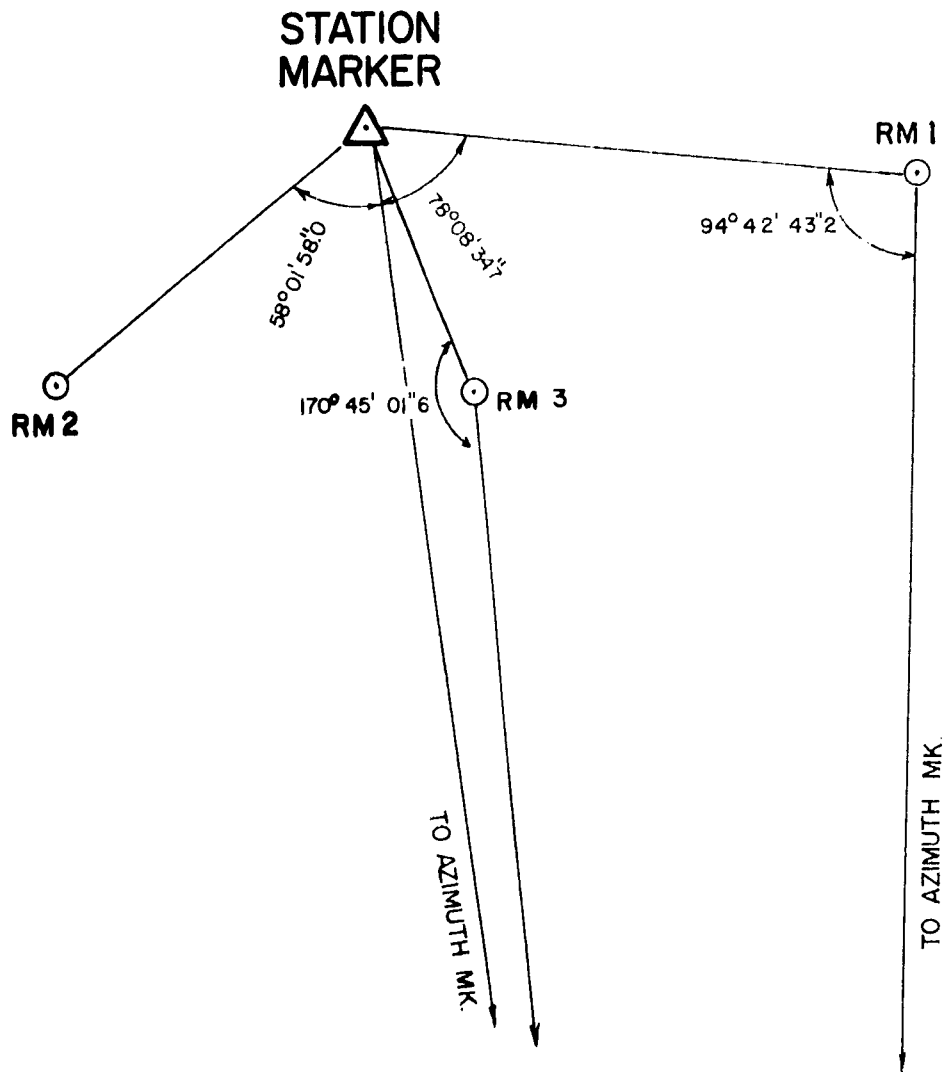 STATION
MARKER
RM 1
78°08'34"7
94° 42' 43"2
58°01'58"0
170° 45' 01"6
RM 3
RM 2
TO AZIMUTH MK.
TO AZIMUTH MK.